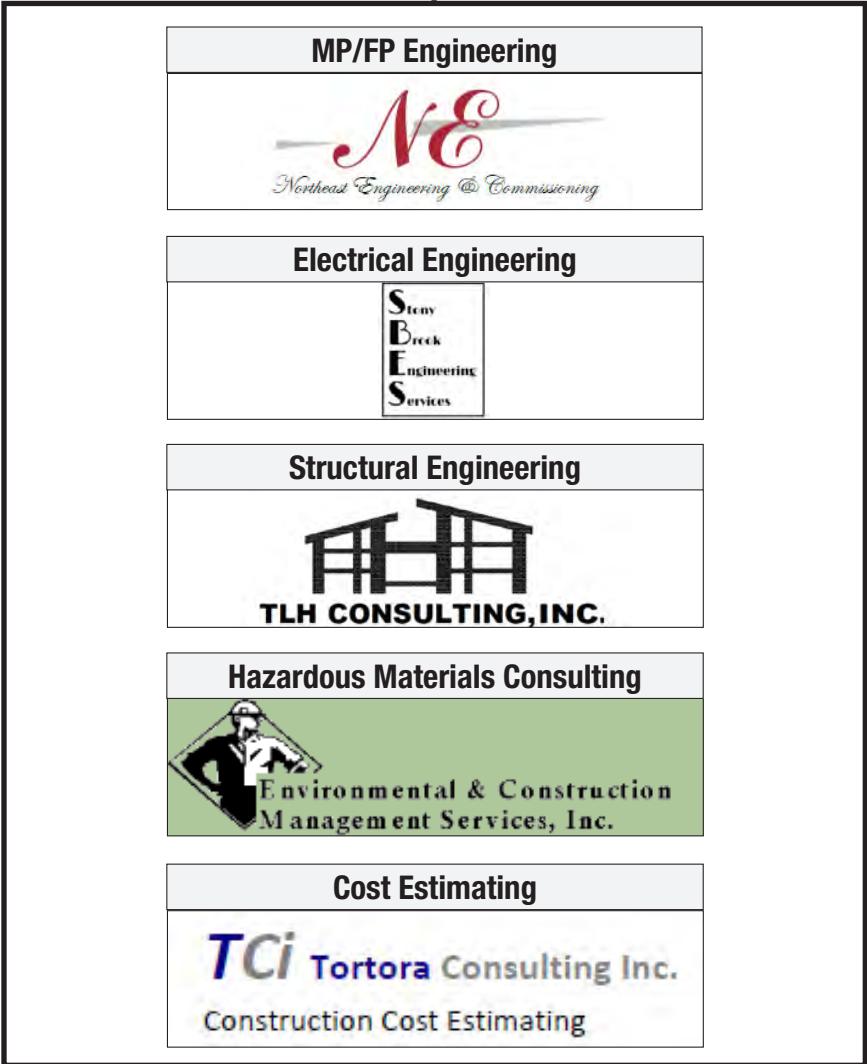 MP/FP Engineering
NE
Northeast Engineering & Commissioning
Electrical Engineering
Stony
Brook
Engineering
Services
Structural Engineering
TLH CONSULTING, INC.
Hazardous Materials Consulting
Environmental & Construction
Management Services, Inc.
Cost Estimating
TCi Tortora Consulting Inc.
Construction Cost Estimating